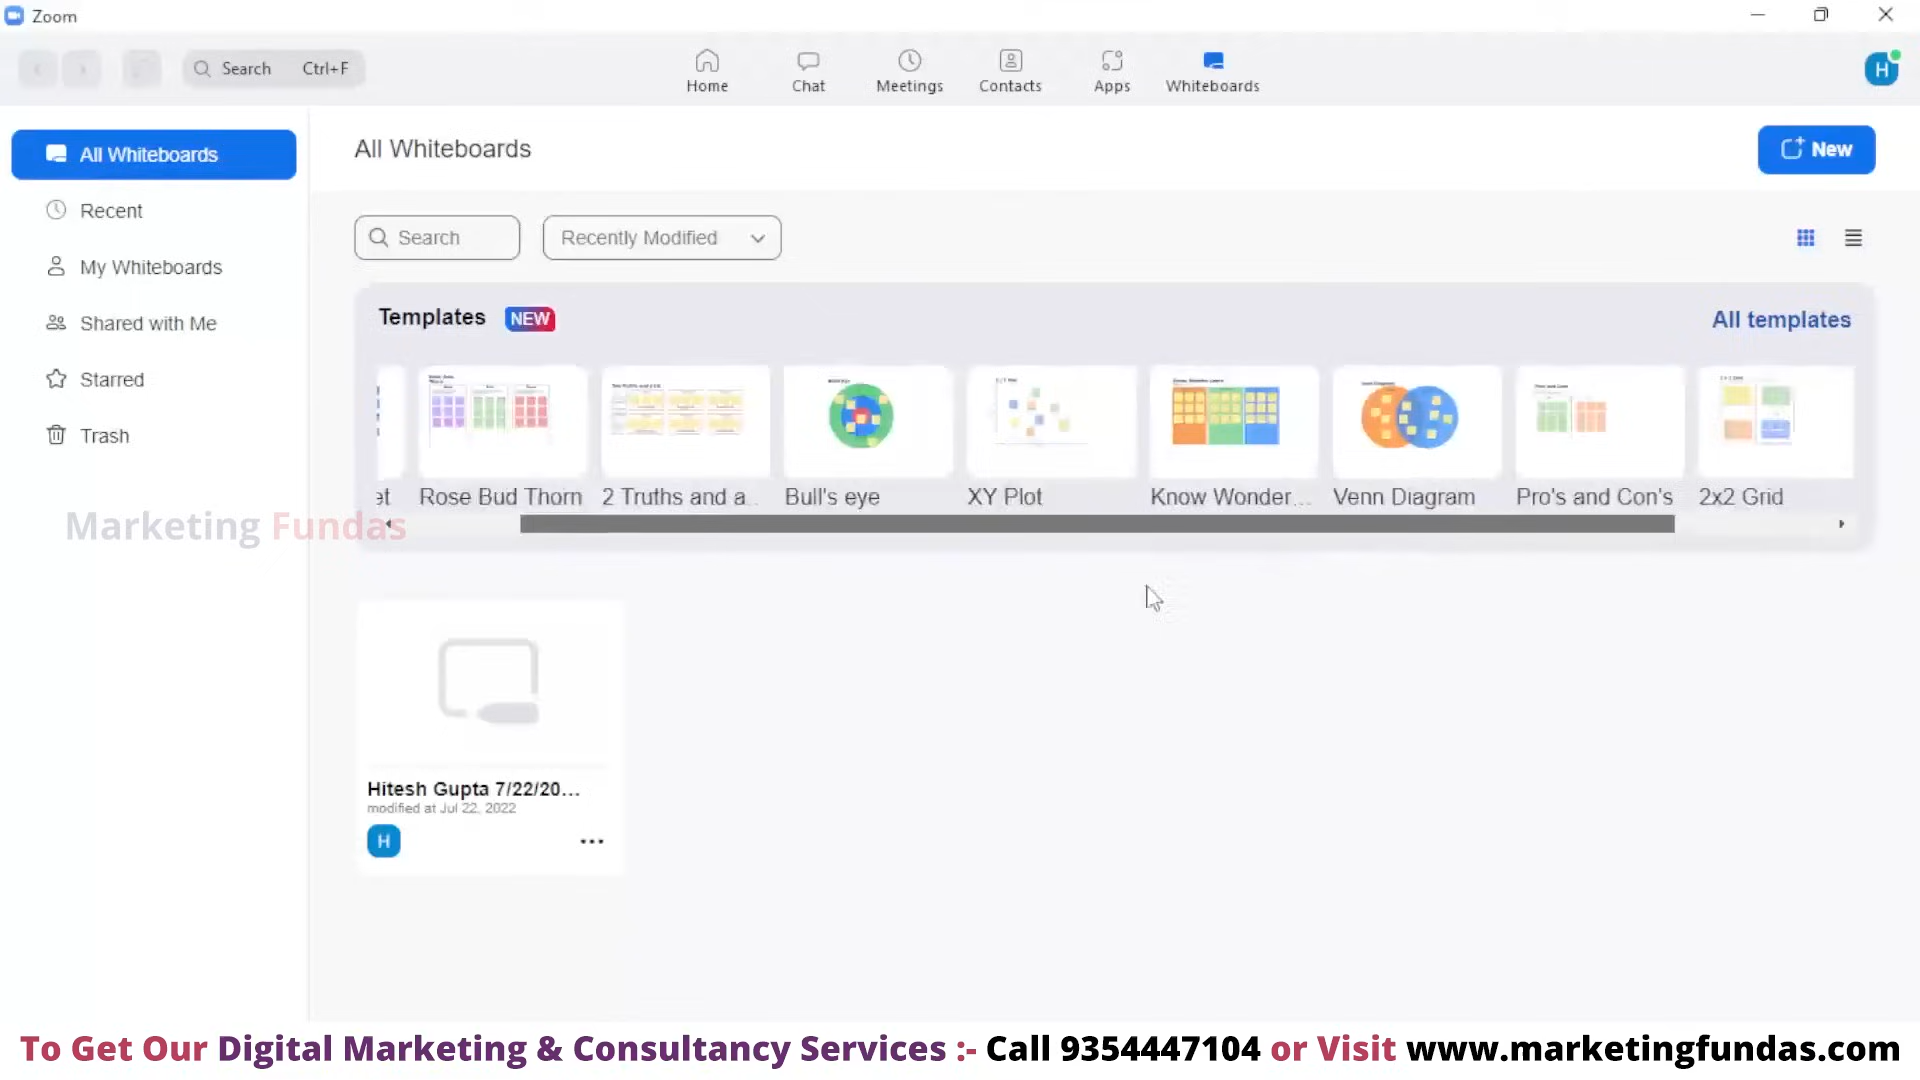 Zoom
Search Ctrl+F
Home
Chat
Meetings
Contacts
Apps
Whiteboards
H
All Whiteboards
Recent
My Whiteboards
Shared with Me
Starred
Trash
All Whiteboards
New
Search
Recently Modified
Templates NEW
All templates
et
Rose Bud Thorn
2 Truths and a...
Bull's eye
XY Plot
Know Wonder...
Venn Diagram
Pro's and Con's
2x2 Grid
Marketing Fundas
Hitesh Gupta 7/22/20...
modified at Jul 22, 2022
H
To Get Our Digital Marketing & Consultancy Services :- Call 9354447104 or Visit www.marketingfundas.com